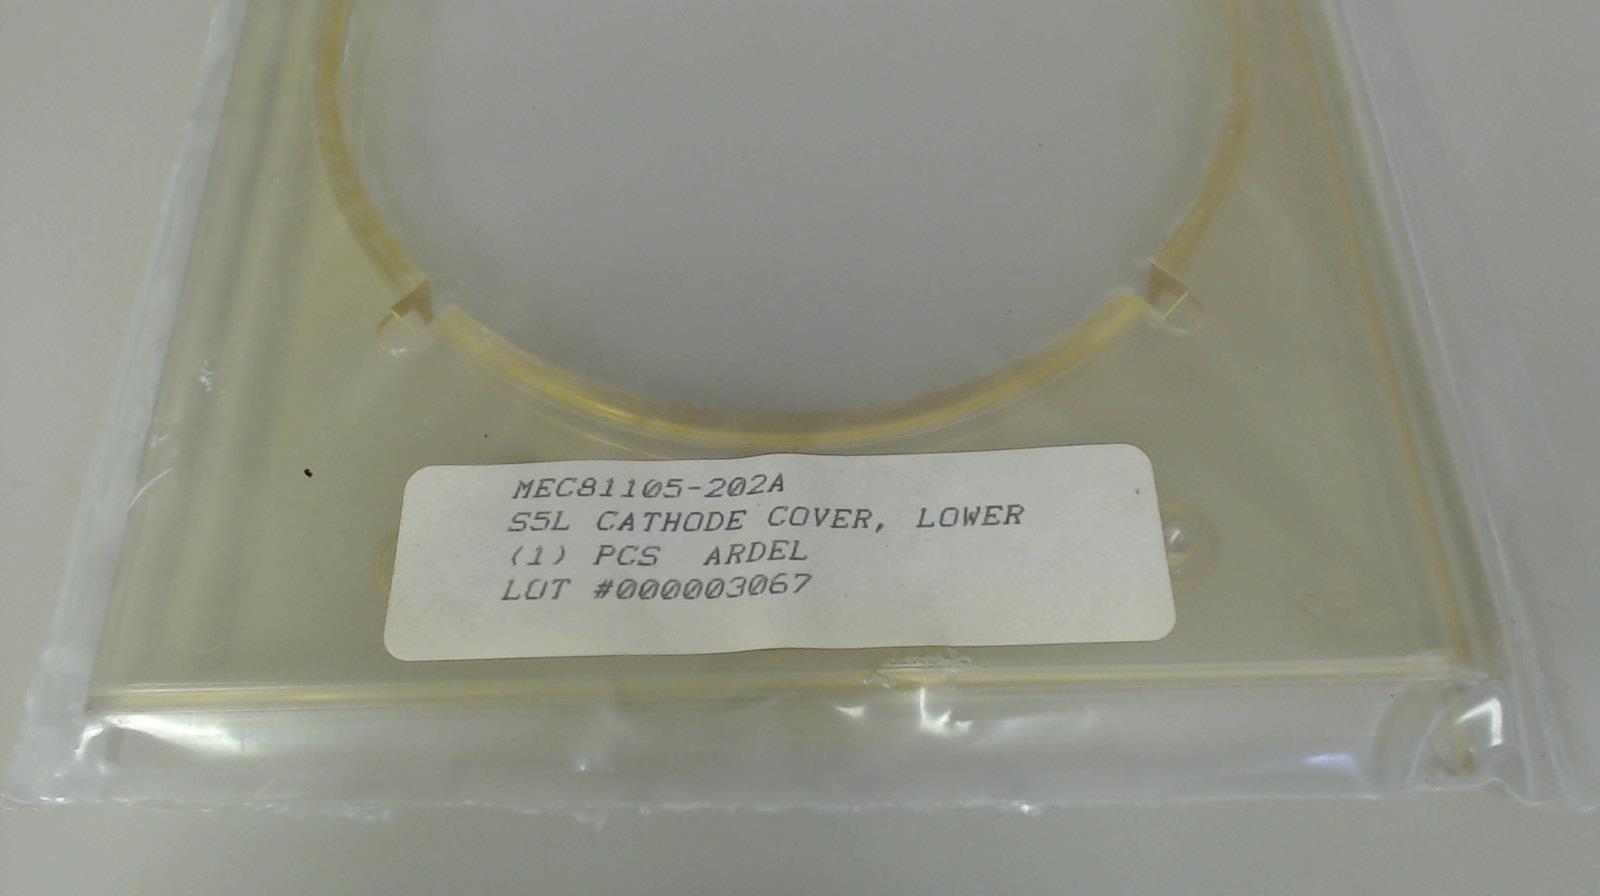 MEC81105-202A
S5L CATHODE COVER, LOWER
(1) PCS ARDEL
LOT #000003067